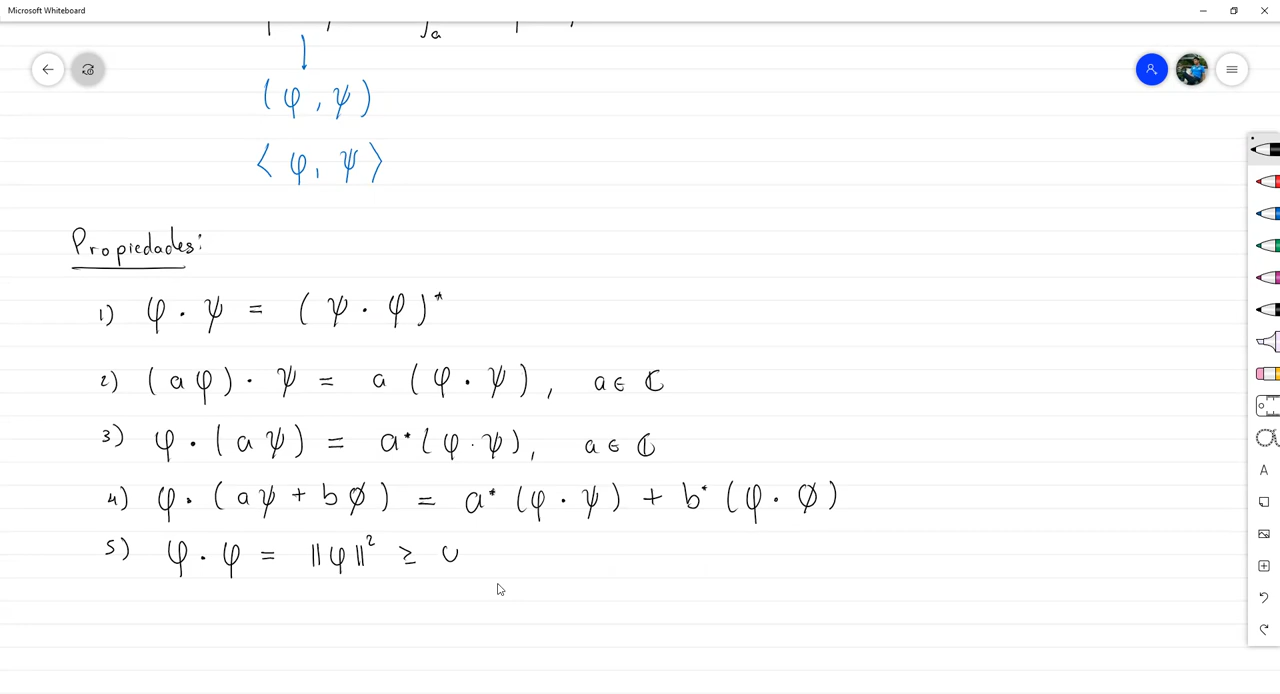 Microsoft Whiteboard
∫a
(φ, ψ)
⟨φ, ψ⟩
Propiedades:
1) φ · ψ = (ψ · φ)*
2) (aφ) · ψ = a (φ · ψ), a ∈ ℂ
3) φ · (aψ) = a* (φ · ψ), a ∈ ℂ
4) φ · (aψ + bϕ) = a* (φ · ψ) + b* (φ · ϕ)
5) φ · φ = ||φ||² ≥ 0
A